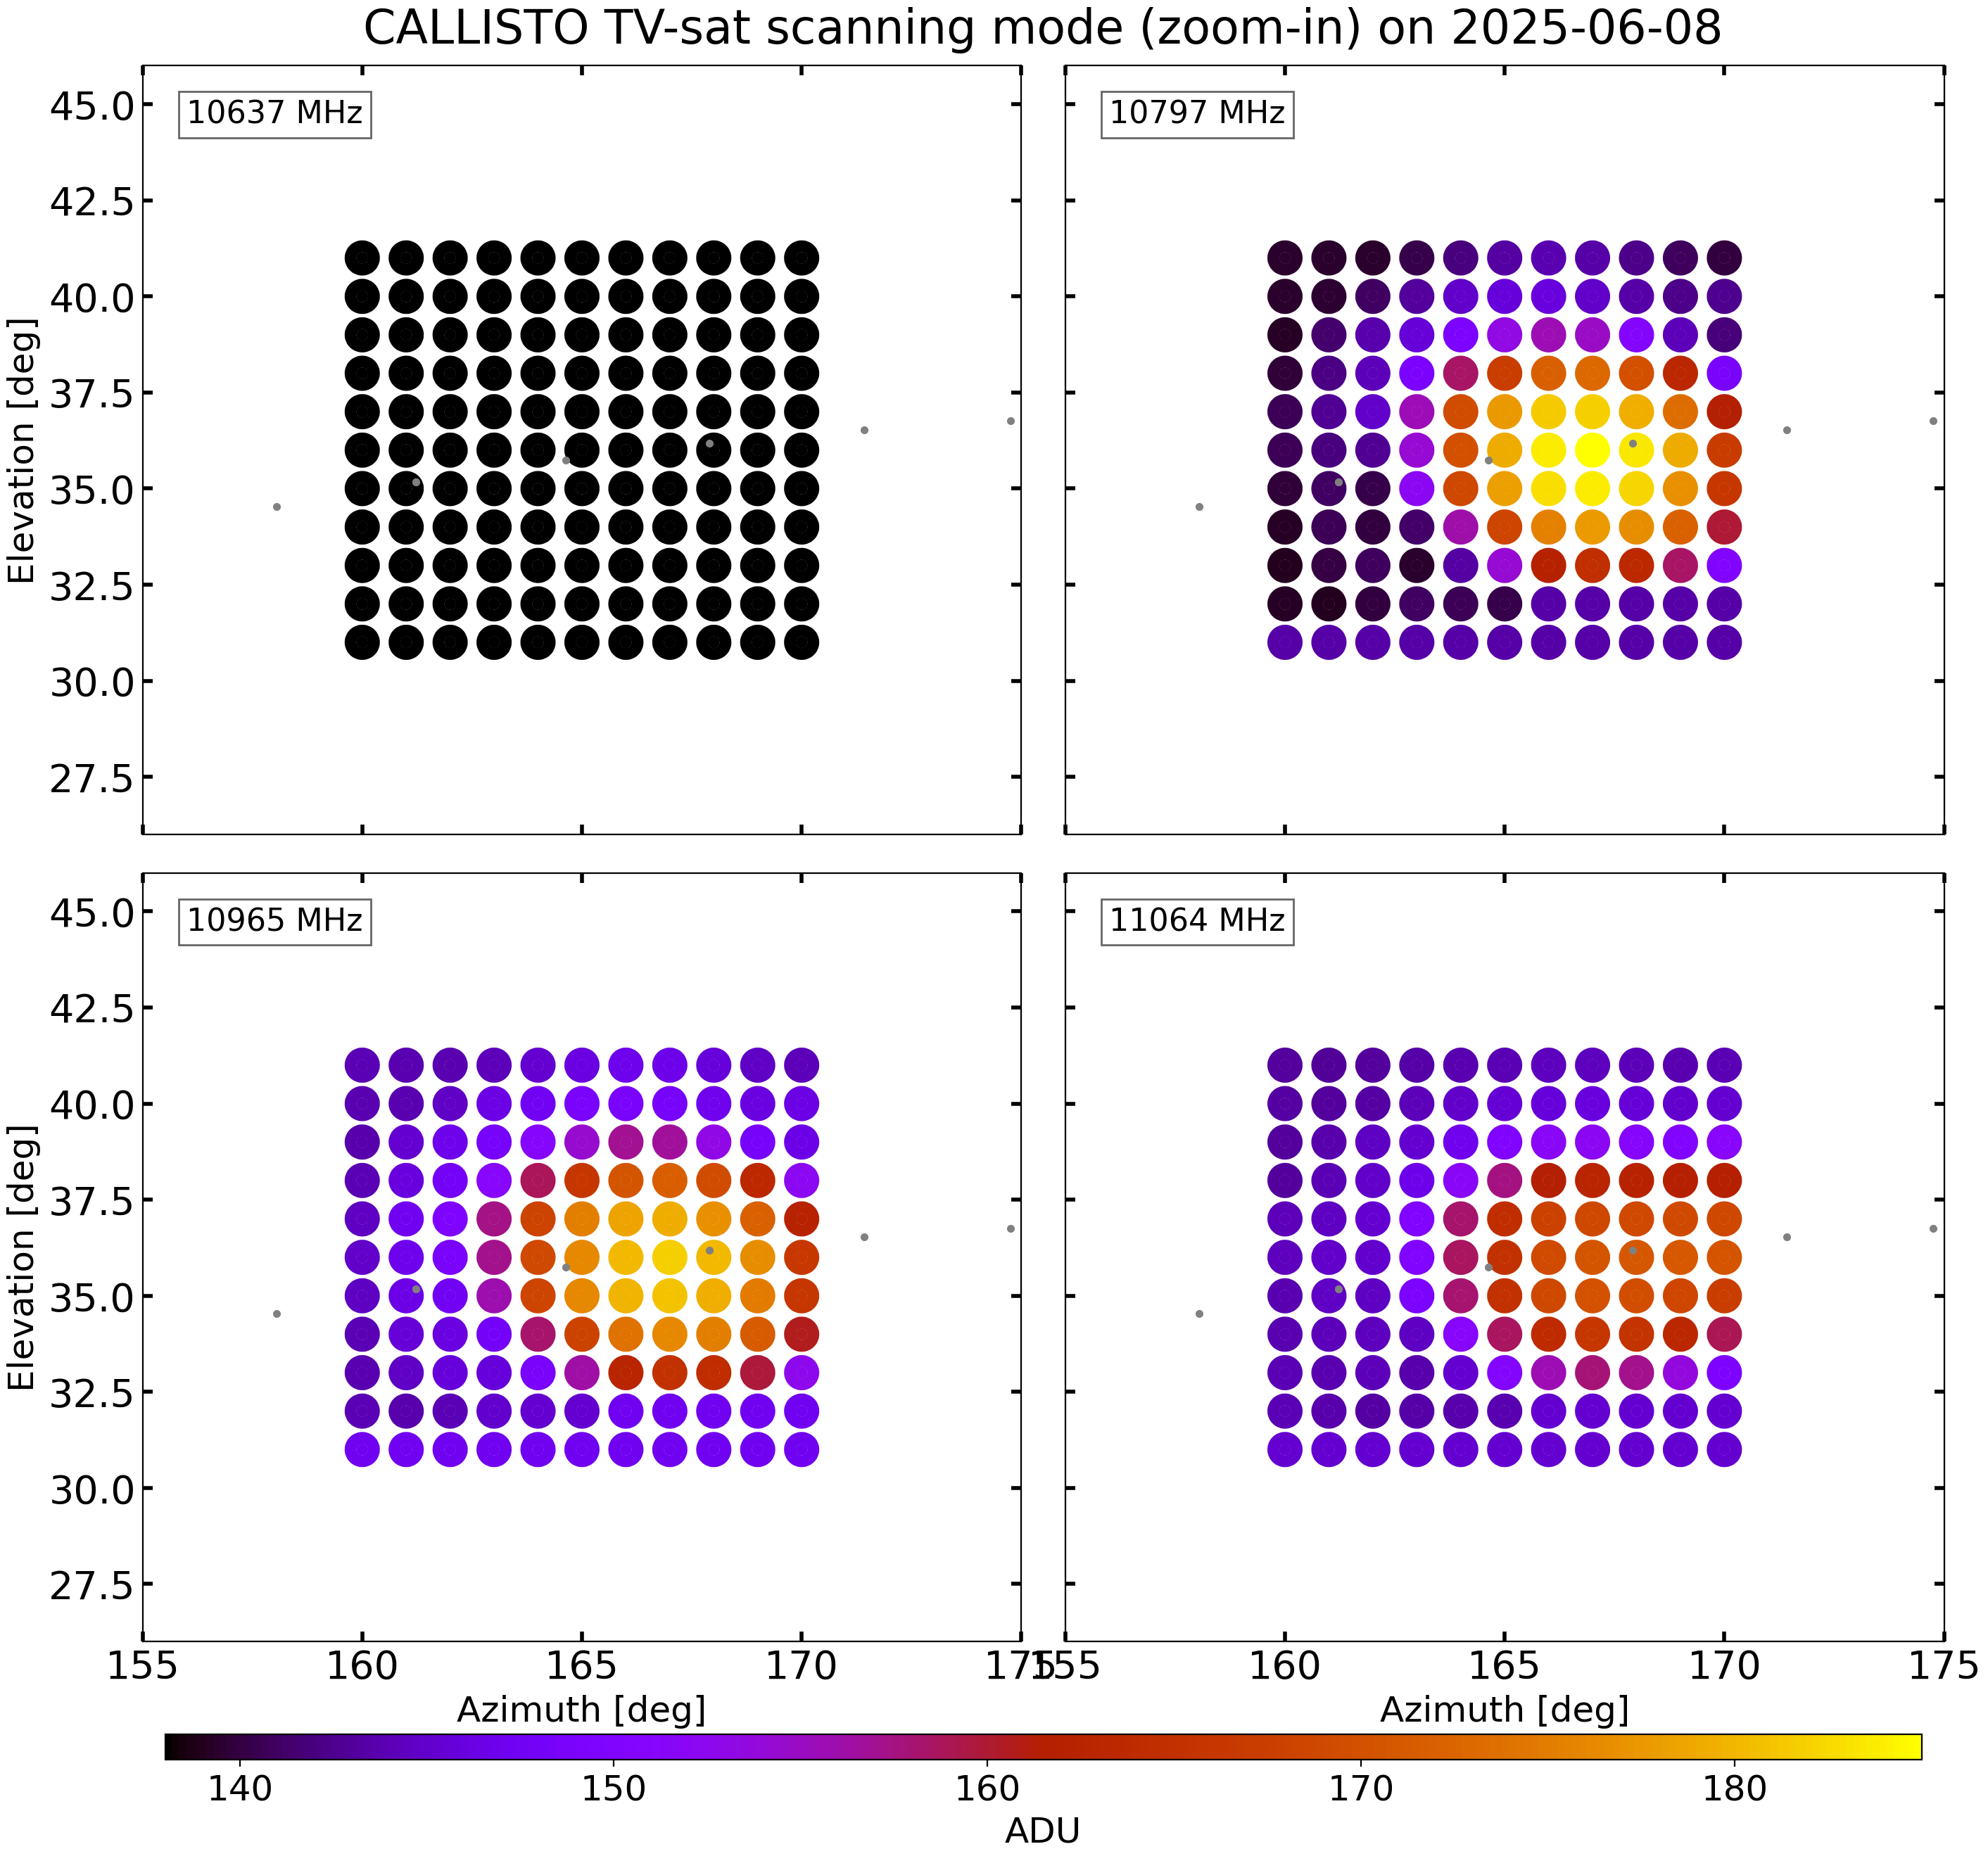 CALLISTO TV-sat scanning mode (zoom-in) on 2025-06-08
10637 MHz
10797 MHz
45.0
42.5
40.0
37.5
35.0
32.5
30.0
27.5
Elevation [deg]
10965 MHz
11064 MHz
45.0
42.5
40.0
37.5
35.0
32.5
30.0
27.5
Elevation [deg]
155 160 165 170 175 155 160 165 170 175
Azimuth [deg] Azimuth [deg]
140 150 160 170 180
ADU